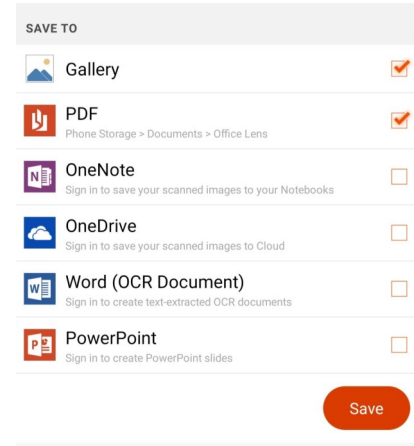 SAVE TO
Gallery
PDF
Phone Storage > Documents > Office Lens
OneNote
Sign in to save your scanned images to your Notebooks
OneDrive
Sign in to save your scanned images to Cloud
Word (OCR Document)
Sign in to create text-extracted OCR documents
PowerPoint
Sign in to create PowerPoint slides
Save